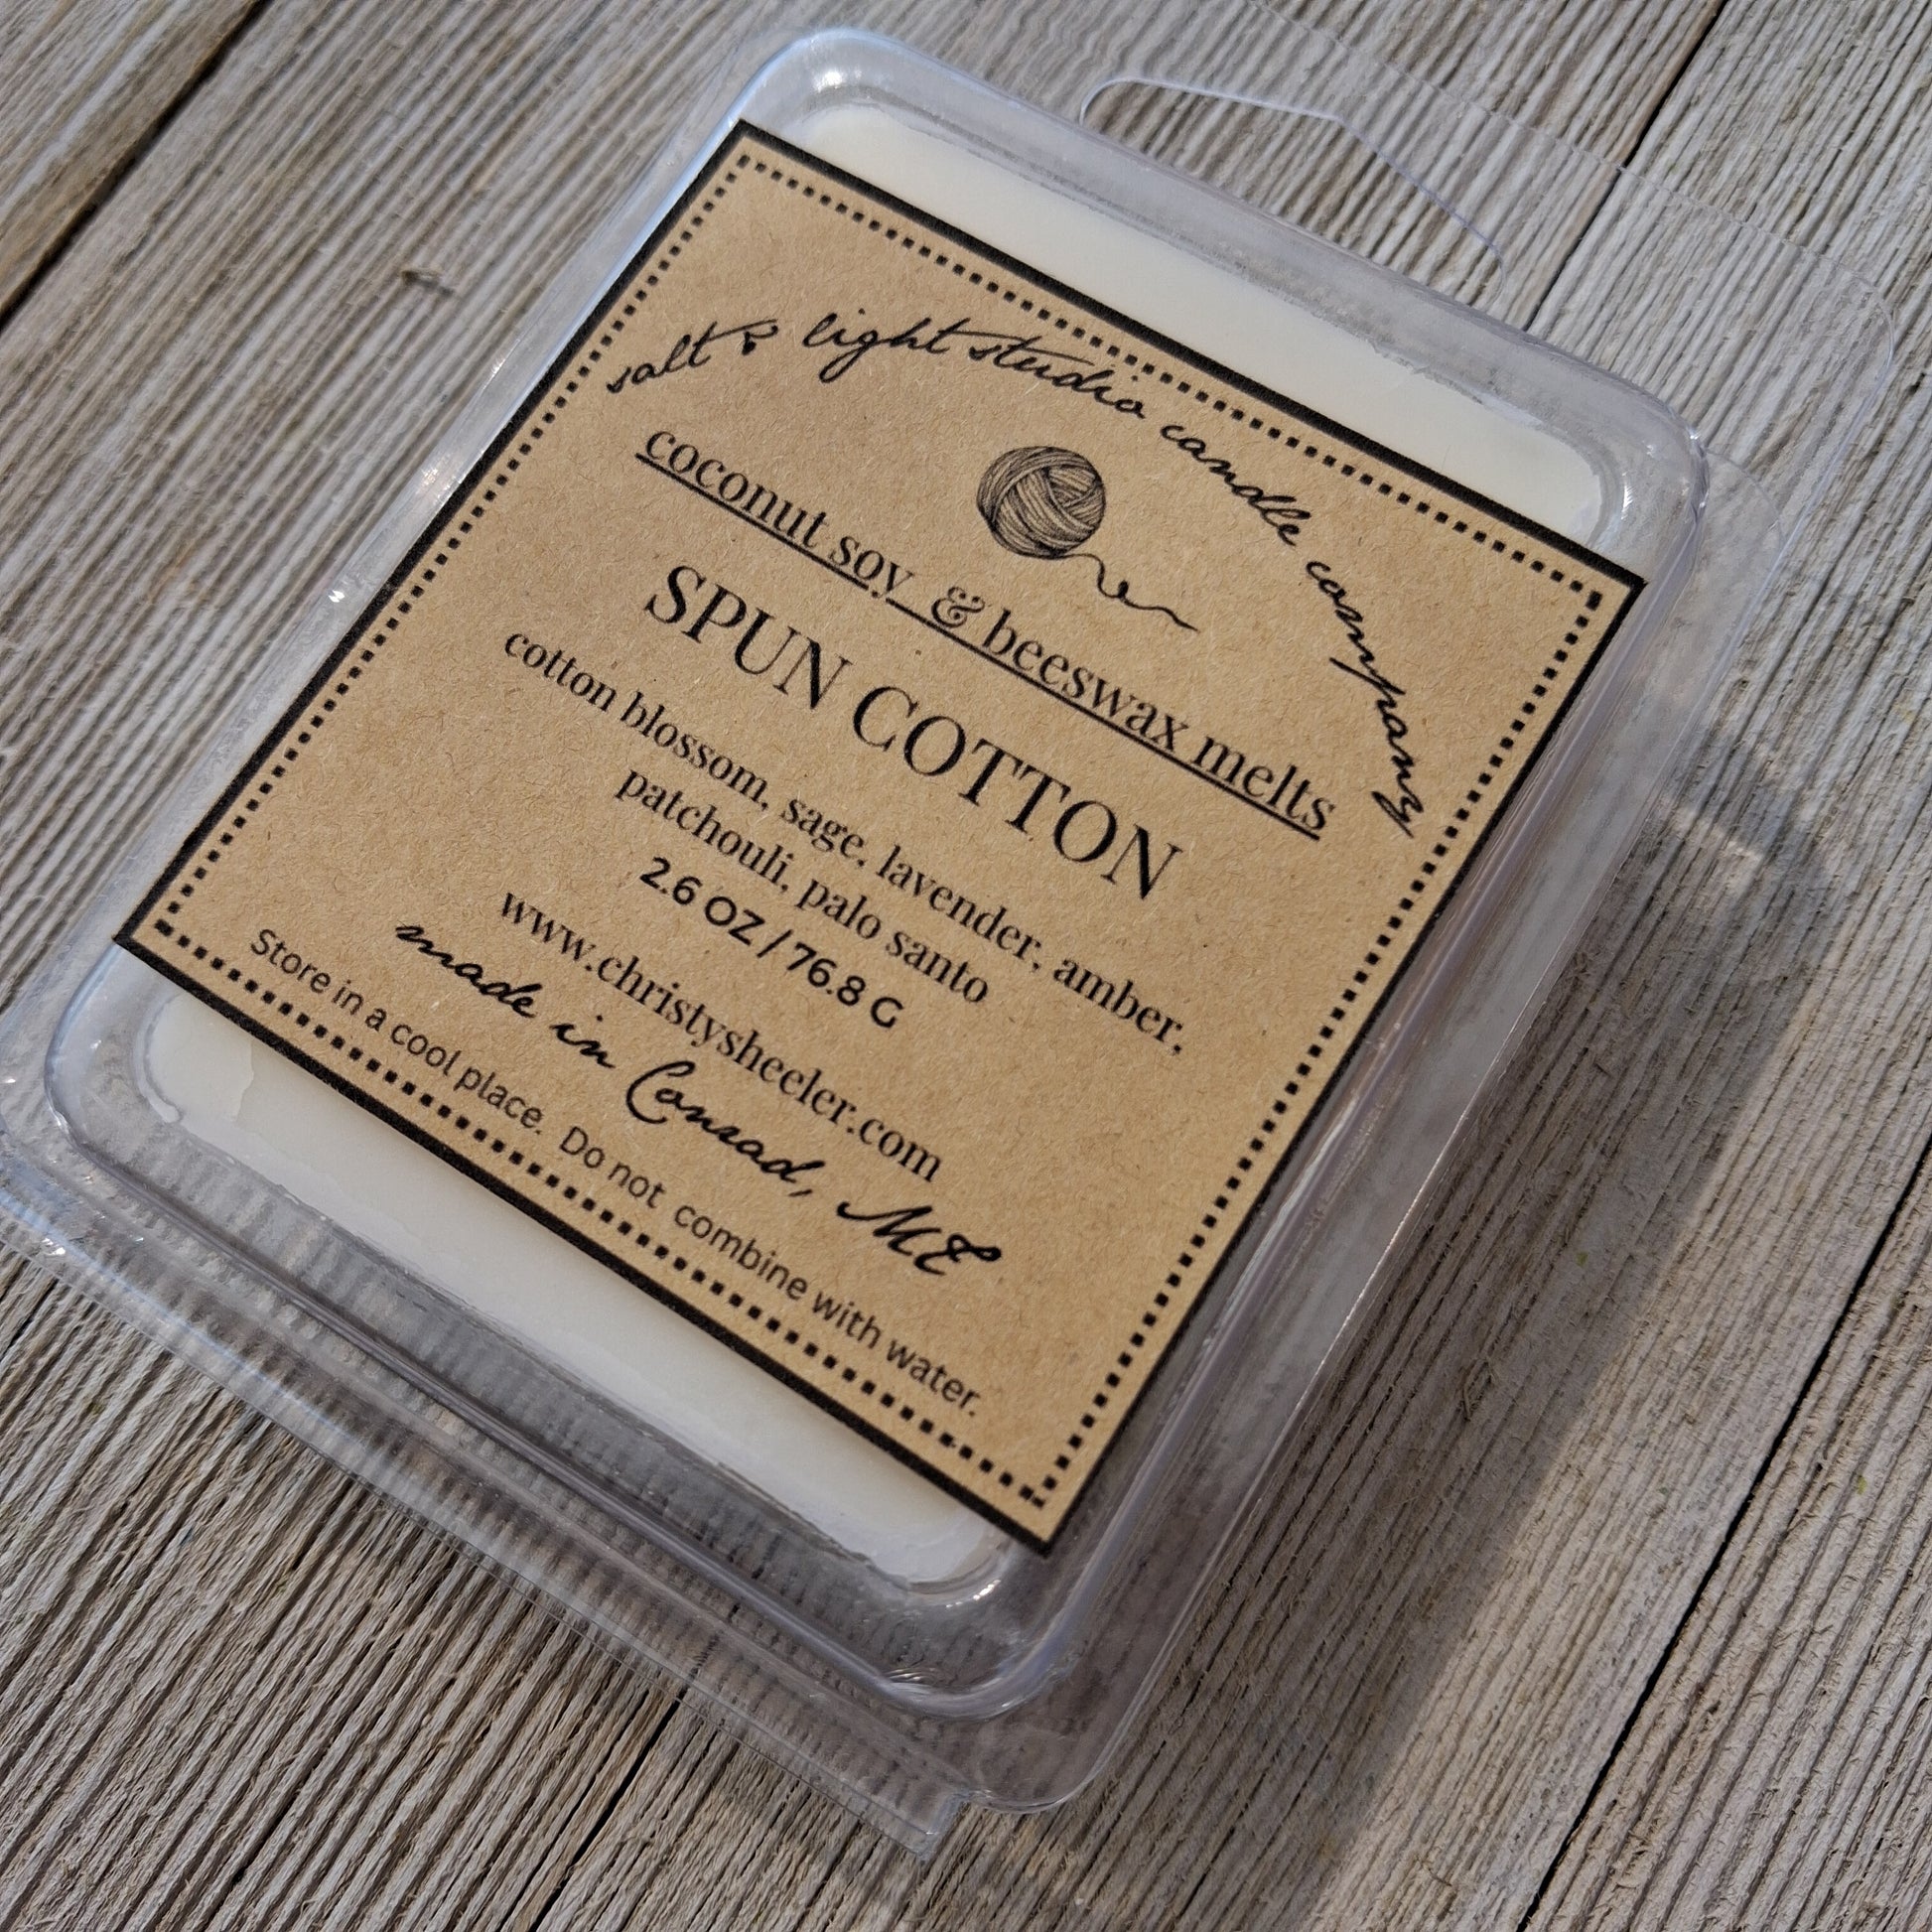 salt & light studio candle company
coconut soy & beeswax melts
SPUN COTTON
cotton blossom, sage, lavender, amber,
patchouli, palo santo
2.6 OZ / 76.8 G
www.christysheeler.com
made in Conrad, MT
Store in a cool place. Do not combine with water.